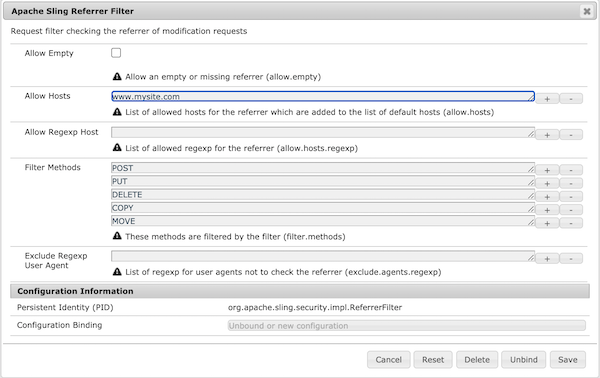 Apache Sling Referrer Filter
Request filter checking the referrer of modification requests
Allow Empty
Allow an empty or missing referrer (allow.empty)
Allow Hosts
www.mysite.com
+ -
List of allowed hosts for the referrer which are added to the list of default hosts (allow.hosts)
Allow Regexp Host
+ -
List of allowed regexp for the referrer (allow.hosts.regexp)
Filter Methods
POST
+ -
PUT
+ -
DELETE
+ -
COPY
+ -
MOVE
+ -
These methods are filtered by the filter (filter.methods)
Exclude Regexp
User Agent
+ -
List of regexp for user agents not to check the referrer (exclude.agents.regexp)
Configuration Information
Persistent Identity (PID) org.apache.sling.security.impl.ReferrerFilter
Configuration Binding Unbound or new configuration
Cancel Reset Delete Unbind Save